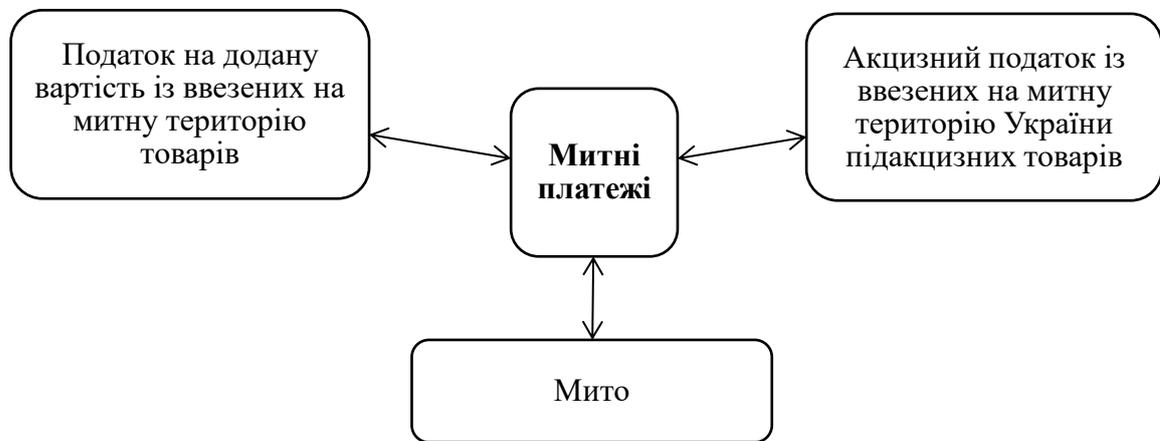 Податок на додану
вартість із ввезених на
митну територію
товарів
Митні
платежі
Акцизний податок із
ввезених на митну
територію України
підакцизних товарів
Мито